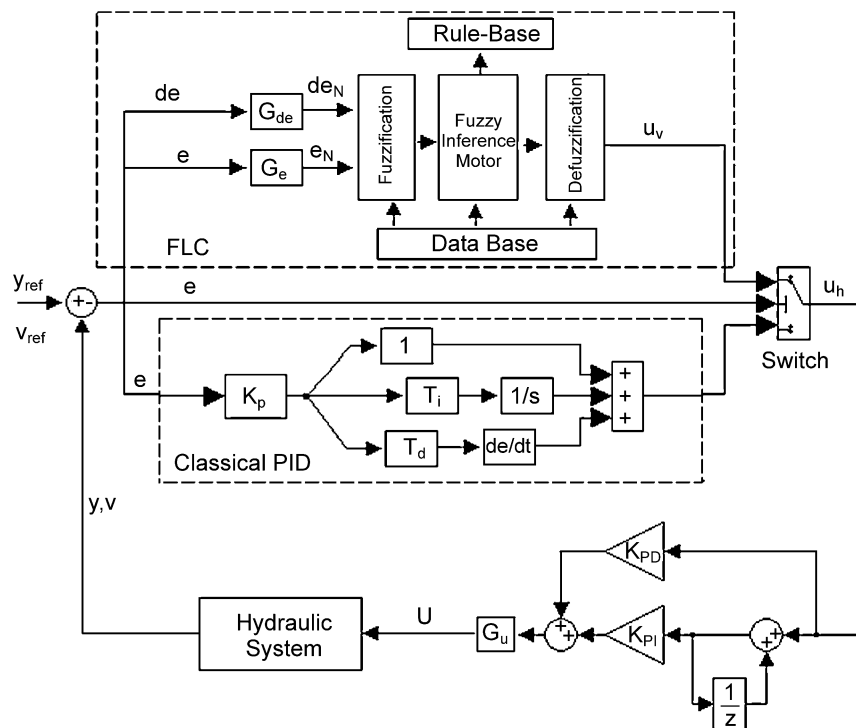 Rule-Base
de
G_de
de_N
Fuzzification
Fuzzy
Inference
Motor
Defuzzification
u_v
e
G_e
e_N
Data Base
FLC
y_ref
+-
e
u_h
v_ref
Switch
1
+
e
K_p
T_i
1/s
+
+
T_d
de/dt
Classical PID
y,v
K_PD
Hydraulic
System
U
G_u
+
+
K_PI
+
+
1
z